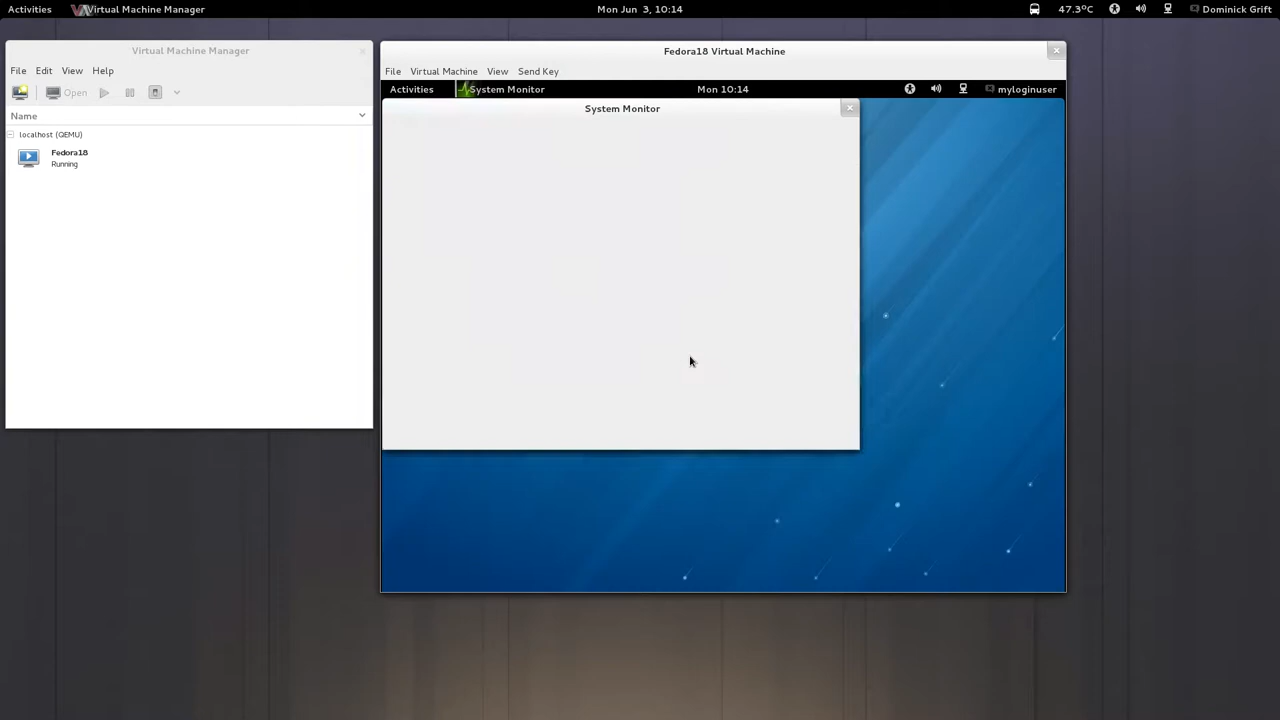 Activities Virtual Machine Manager Mon Jun 3, 10:14 47.3°C Dominick Grift
Virtual Machine Manager
File Edit View Help
Open
Name
localhost (QEMU)
Fedora18
Running
Fedora18 Virtual Machine
File Virtual Machine View Send Key
Activities System Monitor Mon 10:14 myloginuser
System Monitor